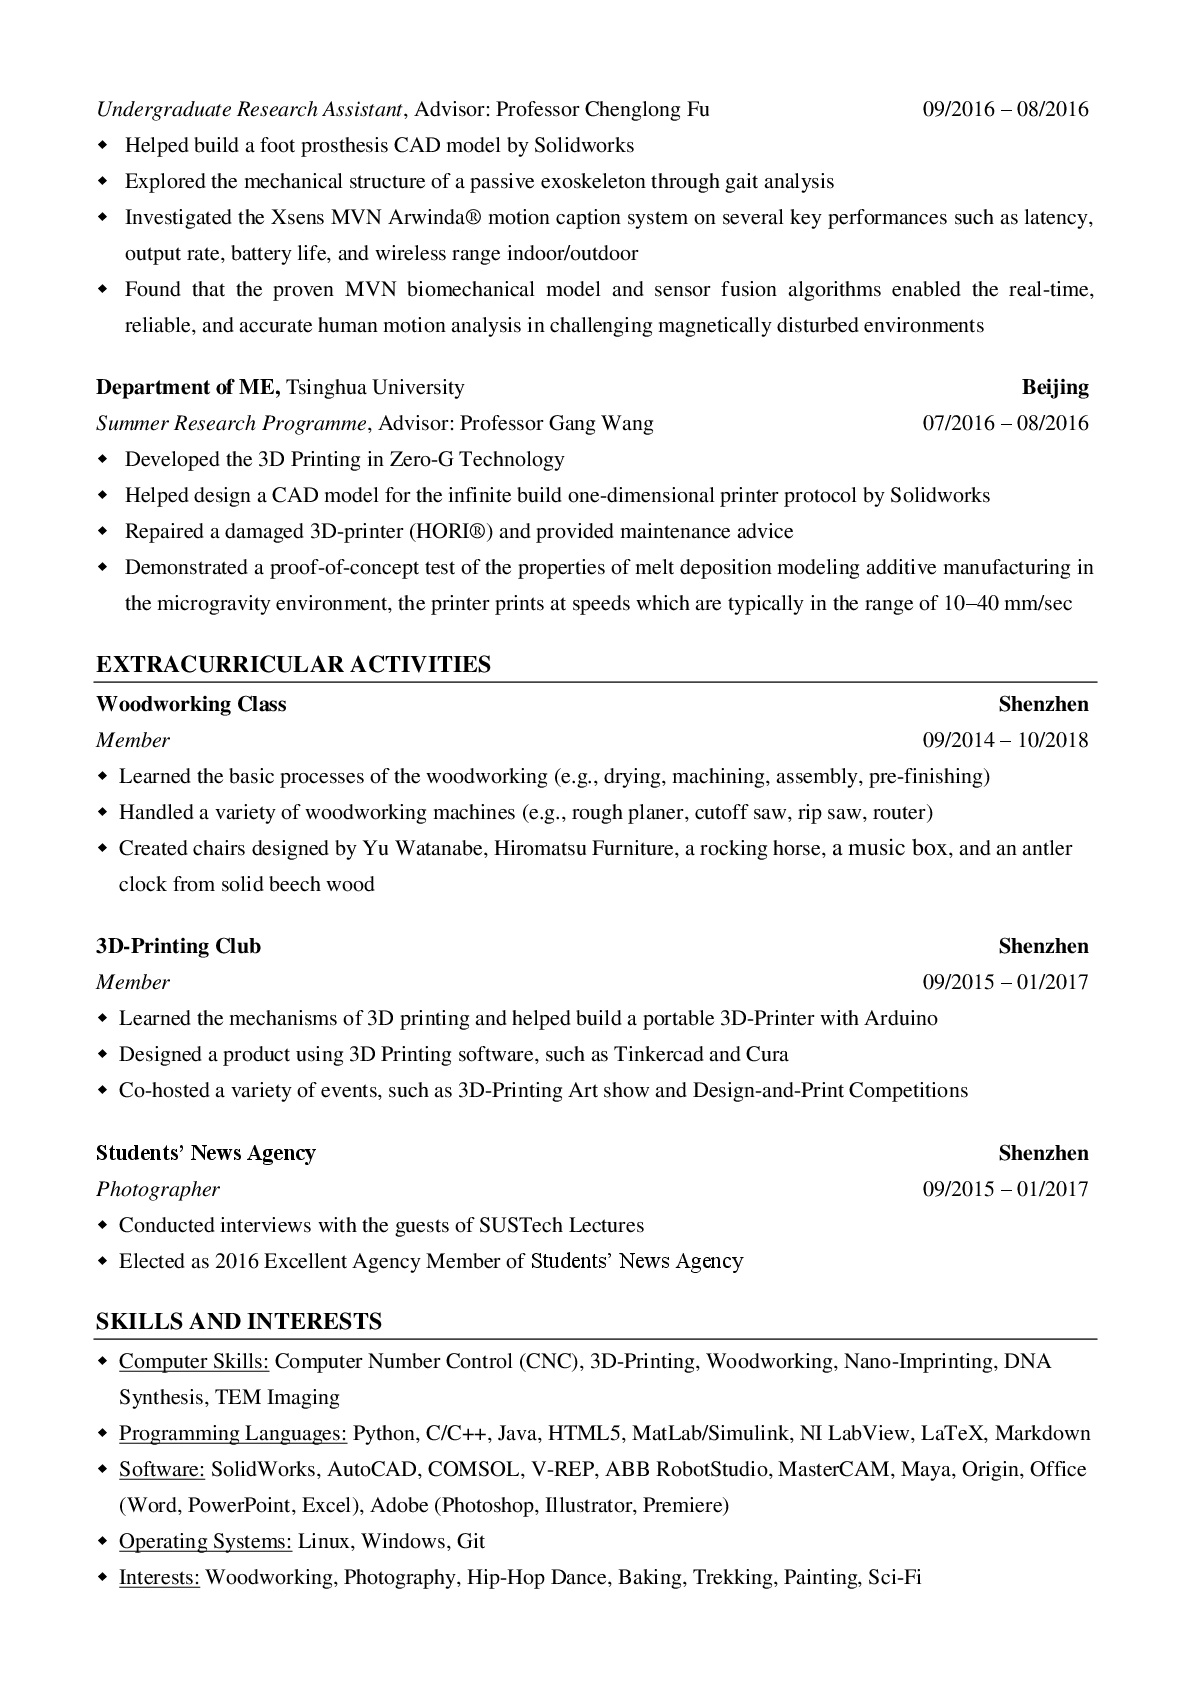 Undergraduate Research Assistant, Advisor: Professor Chenglong Fu 09/2016 – 08/2016
◆ Helped build a foot prosthesis CAD model by Solidworks
◆ Explored the mechanical structure of a passive exoskeleton through gait analysis
◆ Investigated the Xsens MVN Arwinda® motion caption system on several key performances such as latency,
output rate, battery life, and wireless range indoor/outdoor
◆ Found that the proven MVN biomechanical model and sensor fusion algorithms enabled the real-time,
reliable, and accurate human motion analysis in challenging magnetically disturbed environments
Department of ME, Tsinghua University Beijing
Summer Research Programme, Advisor: Professor Gang Wang 07/2016 – 08/2016
◆ Developed the 3D Printing in Zero-G Technology
◆ Helped design a CAD model for the infinite build one-dimensional printer protocol by Solidworks
◆ Repaired a damaged 3D-printer (HORI®) and provided maintenance advice
◆ Demonstrated a proof-of-concept test of the properties of melt deposition modeling additive manufacturing in
the microgravity environment, the printer prints at speeds which are typically in the range of 10–40 mm/sec
EXTRACURRICULAR ACTIVITIES
Woodworking Class Shenzhen
Member 09/2014 – 10/2018
◆ Learned the basic processes of the woodworking (e.g., drying, machining, assembly, pre-finishing)
◆ Handled a variety of woodworking machines (e.g., rough planer, cutoff saw, rip saw, router)
◆ Created chairs designed by Yu Watanabe, Hiromatsu Furniture, a rocking horse, a music box, and an antler
clock from solid beech wood
3D-Printing Club Shenzhen
Member 09/2015 – 01/2017
◆ Learned the mechanisms of 3D printing and helped build a portable 3D-Printer with Arduino
◆ Designed a product using 3D Printing software, such as Tinkercad and Cura
◆ Co-hosted a variety of events, such as 3D-Printing Art show and Design-and-Print Competitions
Students’ News Agency Shenzhen
Photographer 09/2015 – 01/2017
◆ Conducted interviews with the guests of SUSTech Lectures
◆ Elected as 2016 Excellent Agency Member of Students’ News Agency
SKILLS AND INTERESTS
◆ Computer Skills: Computer Number Control (CNC), 3D-Printing, Woodworking, Nano-Imprinting, DNA
Synthesis, TEM Imaging
◆ Programming Languages: Python, C/C++, Java, HTML5, MatLab/Simulink, NI LabView, LaTeX, Markdown
◆ Software: SolidWorks, AutoCAD, COMSOL, V-REP, ABB RobotStudio, MasterCAM, Maya, Origin, Office
(Word, PowerPoint, Excel), Adobe (Photoshop, Illustrator, Premiere)
◆ Operating Systems: Linux, Windows, Git
◆ Interests: Woodworking, Photography, Hip-Hop Dance, Baking, Trekking, Painting, Sci-Fi